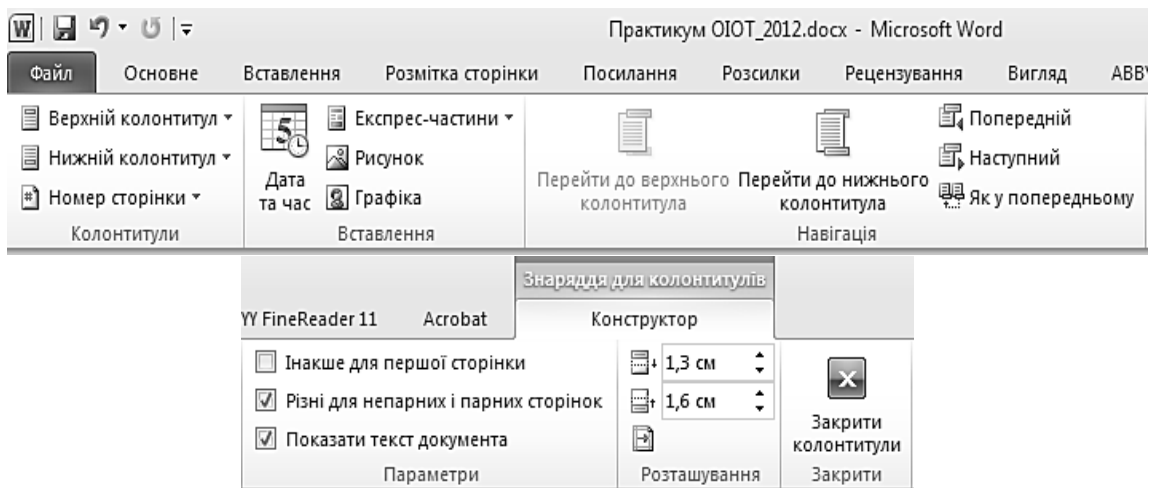 Практикум ОІОТ_2012.docx - Microsoft Word
Файл Основне Вставлення Розмітка сторінки Посилання Розсилки Рецензування Вигляд ABBY
Верхній колонтитул
Нижній колонтитул
Номер сторінки
Колонтитули
Дата
та час
Експрес-частини
Рисунок
Графіка
Вставлення
Перейти до верхнього
колонтитула
Перейти до нижнього
колонтитула
Попередній
Наступний
Як у попередньому
Навігація
Знаряддя для колонтитулів
YY FineReader 11 Acrobat Конструктор
Інакше для першої сторінки
Різні для непарних і парних сторінок
Показати текст документа
Параметри
1,3 см
1,6 см
Розташування
Закрити
колонтитули
Закрити